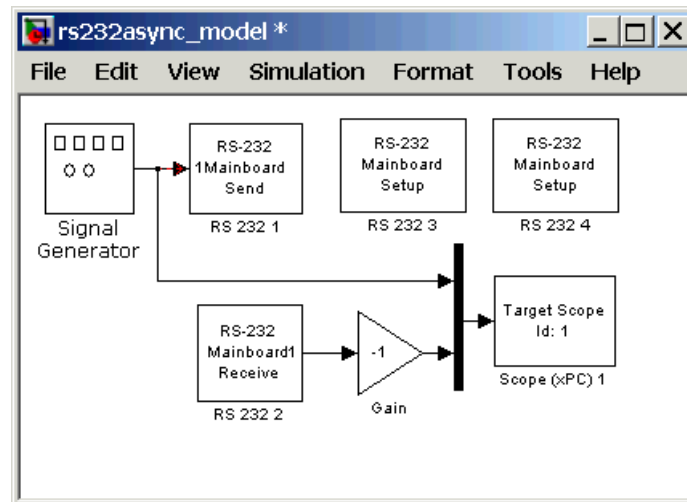 rs232async_model *
File Edit View Simulation Format Tools Help
RS-232
1Mainboard
Send
RS 232 1
RS-232
Mainboard
Setup
RS 232 3
RS-232
Mainboard
Setup
RS 232 4
Signal
Generator
RS-232
Mainboard1
Receive
RS 232 2
-1
Gain
Target Scope
Id: 1
Scope (xPC) 1